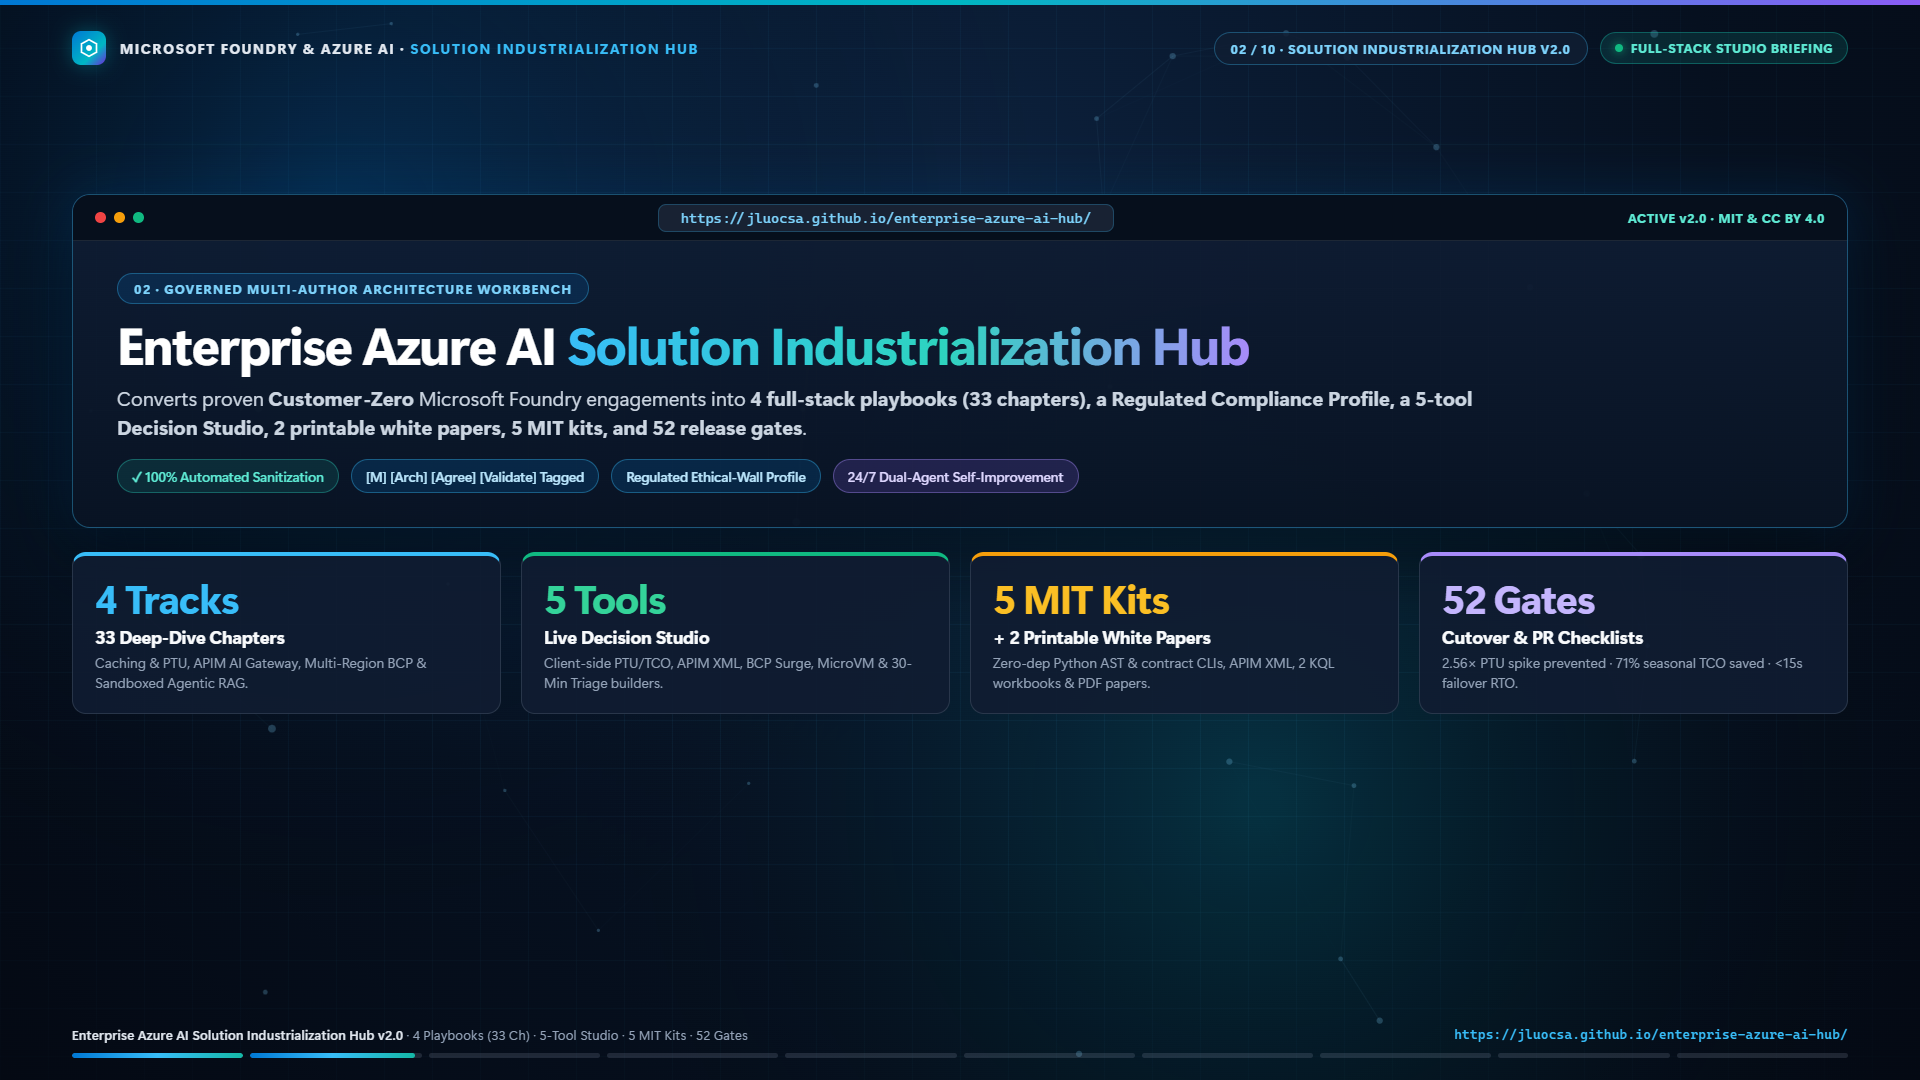 MICROSOFT FOUNDRY & AZURE AI · SOLUTION INDUSTRIALIZATION HUB
02 / 10 · SOLUTION INDUSTRIALIZATION HUB V2.0
FULL-STACK STUDIO BRIEFING
https://jluocsa.github.io/enterprise-azure-ai-hub/
ACTIVE v2.0 · MIT & CC BY 4.0
02 · GOVERNED MULTI-AUTHOR ARCHITECTURE WORKBENCH
Enterprise Azure AI Solution Industrialization Hub
Converts proven Customer-Zero Microsoft Foundry engagements into 4 full-stack playbooks (33 chapters), a Regulated Compliance Profile, a 5-tool
Decision Studio, 2 printable white papers, 5 MIT kits, and 52 release gates.
✓ 100% Automated Sanitization
[M] [Arch] [Agree] [Validate] Tagged
Regulated Ethical-Wall Profile
24/7 Dual-Agent Self-Improvement
4 Tracks
33 Deep-Dive Chapters
Caching & PTU, APIM AI Gateway, Multi-Region BCP &
Sandboxed Agentic RAG.
5 Tools
Live Decision Studio
Client-side PTU/TCO, APIM XML, BCP Surge, MicroVM & 30-
Min Triage builders.
5 MIT Kits
+ 2 Printable White Papers
Zero-dep Python AST & contract CLIs, APIM XML, 2 KQL
workbooks & PDF papers.
52 Gates
Cutover & PR Checklists
2.56× PTU spike prevented · 71% seasonal TCO saved · <15s
failover RTO.
Enterprise Azure AI Solution Industrialization Hub v2.0 · 4 Playbooks (33 Ch) · 5-Tool Studio · 5 MIT Kits · 52 Gates
https://jluocsa.github.io/enterprise-azure-ai-hub/